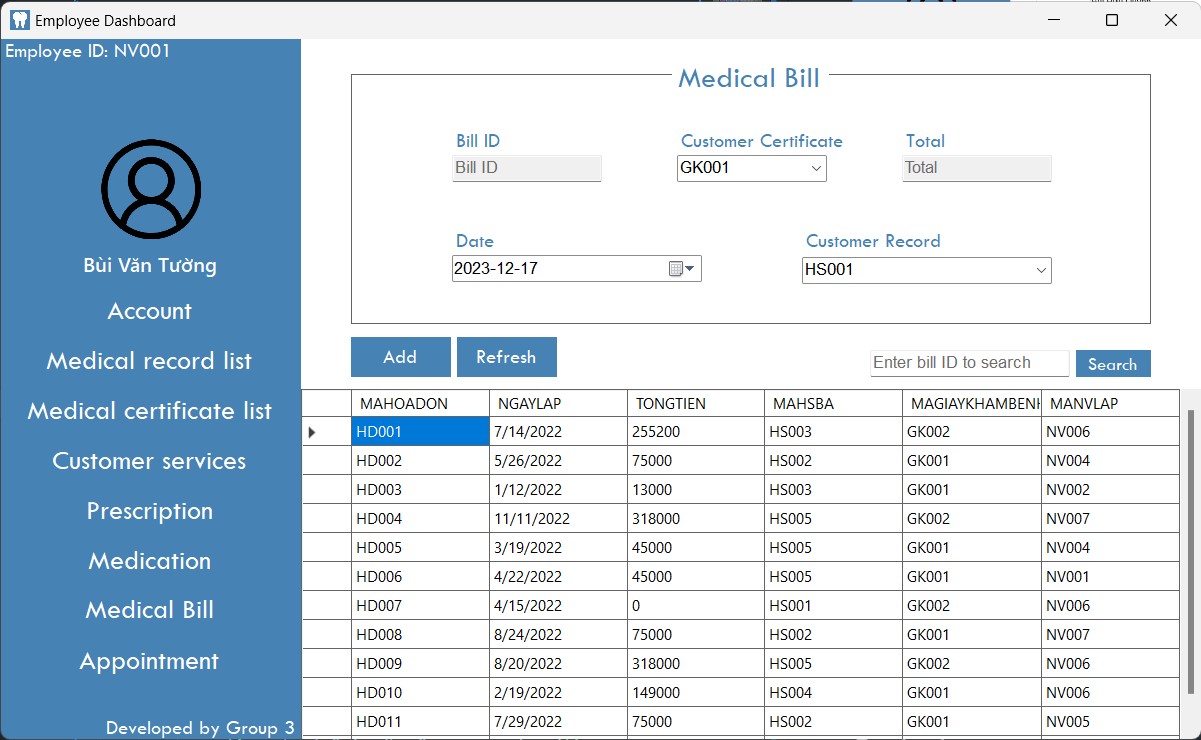 Employee Dashboard
Employee ID: NV001
Bùi Văn Tường
Account
Medical record list
Medical certificate list
Customer services
Prescription
Medication
Medical Bill
Appointment
Developed by Group 3
Medical Bill
Bill ID Customer Certificate Total
Bill ID GK001 Total
Date Customer Record
2023-12-17 HS001
Add Refresh Enter bill ID to search Search
MAHOADON NGAYLAP TONGTIEN MAHSBA MAGIAYKHAMBENH MANVLAP
HD001 7/14/2022 255200 HS003 GK002 NV006
HD002 5/26/2022 75000 HS002 GK001 NV004
HD003 1/12/2022 13000 HS003 GK001 NV002
HD004 11/11/2022 318000 HS005 GK002 NV007
HD005 3/19/2022 45000 HS005 GK001 NV004
HD006 4/22/2022 45000 HS005 GK001 NV001
HD007 4/15/2022 0 HS001 GK002 NV006
HD008 8/24/2022 75000 HS002 GK001 NV007
HD009 8/20/2022 318000 HS005 GK002 NV006
HD010 2/19/2022 149000 HS004 GK001 NV006
HD011 7/29/2022 75000 HS002 GK001 NV005